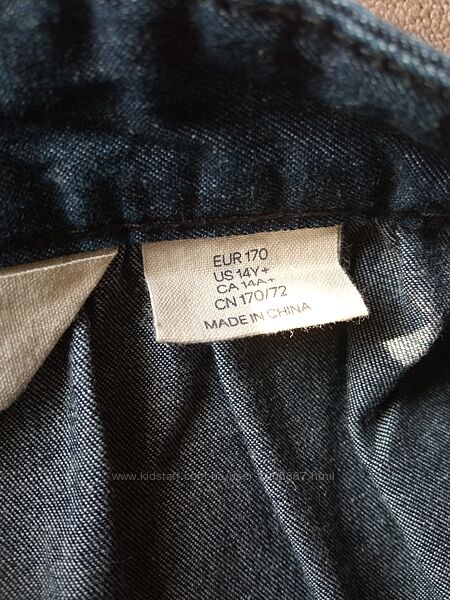 EUR 170
US 14Y+
CA 14A+
CN 170/72
MADE IN CHINA